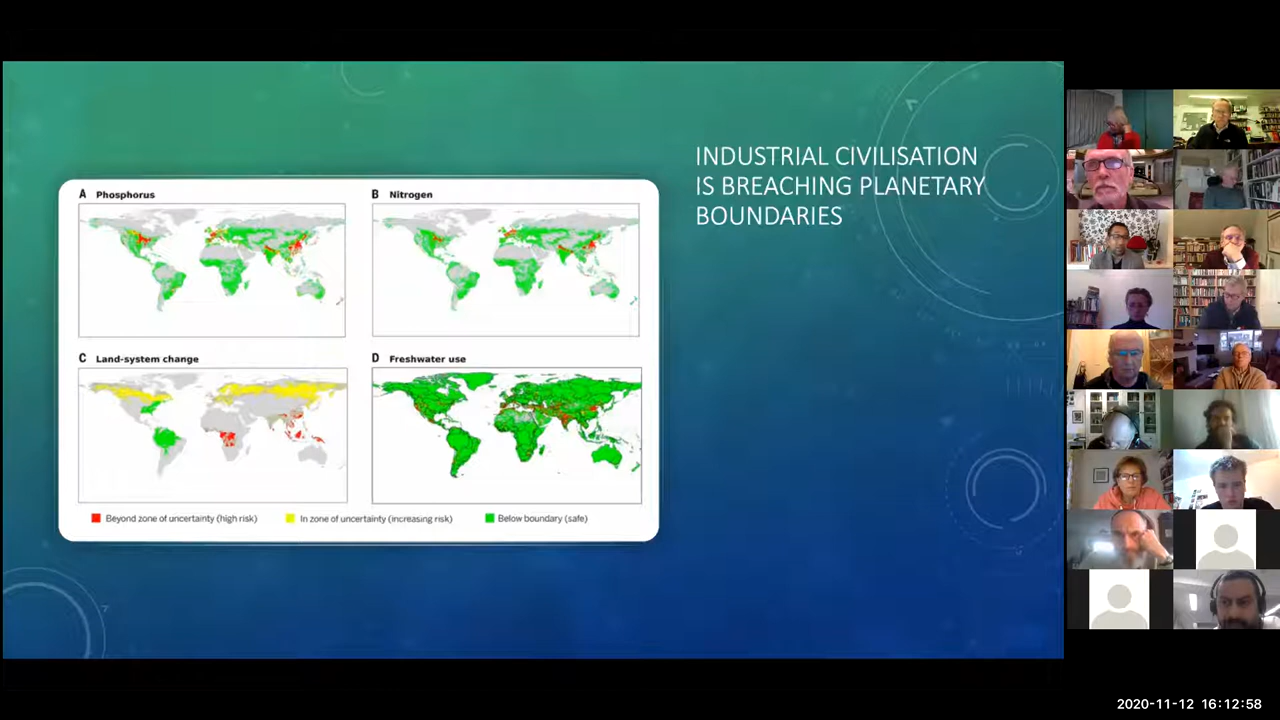 INDUSTRIAL CIVILISATION
IS BREACHING PLANETARY
BOUNDARIES
A Phosphorus
B Nitrogen
C Land-system change
D Freshwater use
Beyond zone of uncertainty (high risk)
In zone of uncertainty (increasing risk)
Below boundary (safe)
2020-11-12 16:12:58